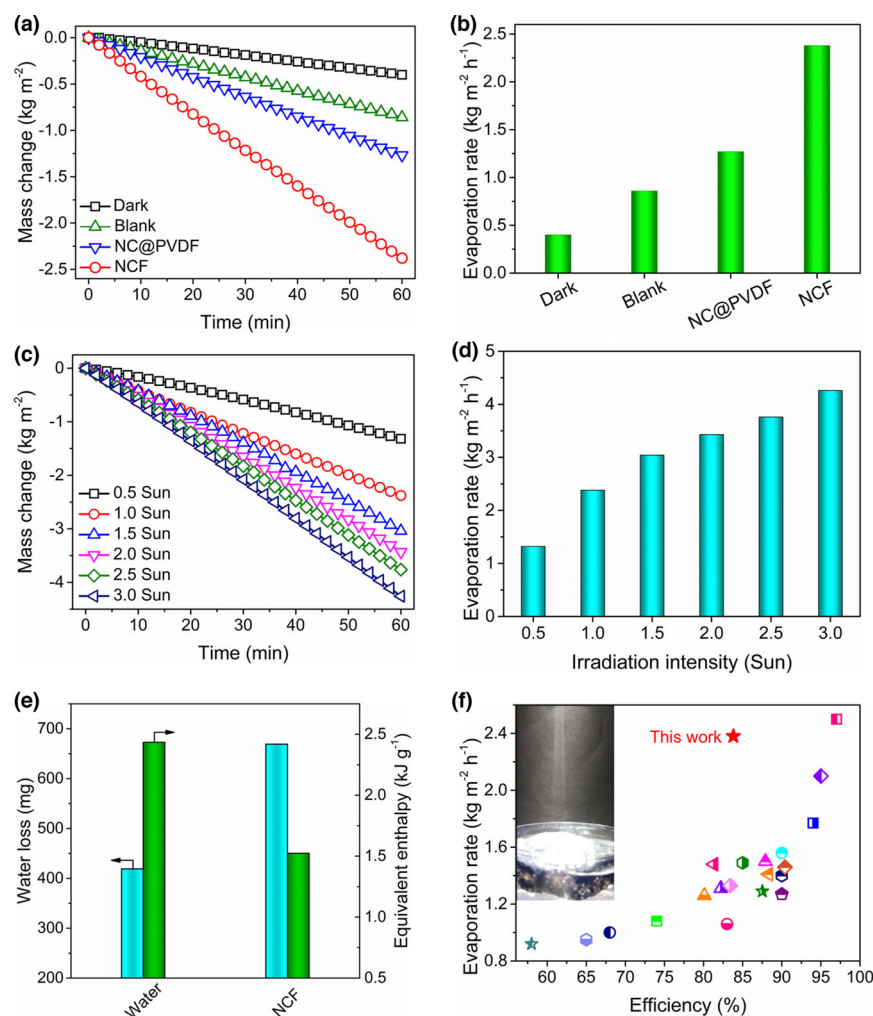 (a)
0.0
-0.5
-1.0
-1.5
-2.0
-2.5
Mass change (kg m⁻²)
Dark
Blank
NC@PVDF
NCF
0 10 20 30 40 50 60
Time (min)
(b)
3.0
2.5
2.0
1.5
1.0
0.5
0.0
Evaporation rate (kg m⁻² h⁻¹)
Dark Blank NC@PVDF NCF
(c)
0
-1
-2
-3
-4
Mass change (kg m⁻²)
0.5 Sun
1.0 Sun
1.5 Sun
2.0 Sun
2.5 Sun
3.0 Sun
0 10 20 30 40 50 60
Time (min)
(d)
5
4
3
2
1
0
Evaporation rate (kg m⁻² h⁻¹)
0.5 1.0 1.5 2.0 2.5 3.0
Irradiation intensity (Sun)
(e)
700
600
500
400
300
200
Water loss (mg)
2.5
2.0
1.5
1.0
0.5
Equivalent enthalpy (kJ g⁻¹)
Water NCF
(f)
2.4
2.0
1.6
1.2
0.8
Evaporation rate (kg m⁻² h⁻¹)
This work
60 65 70 75 80 85 90 95 100
Efficiency (%)